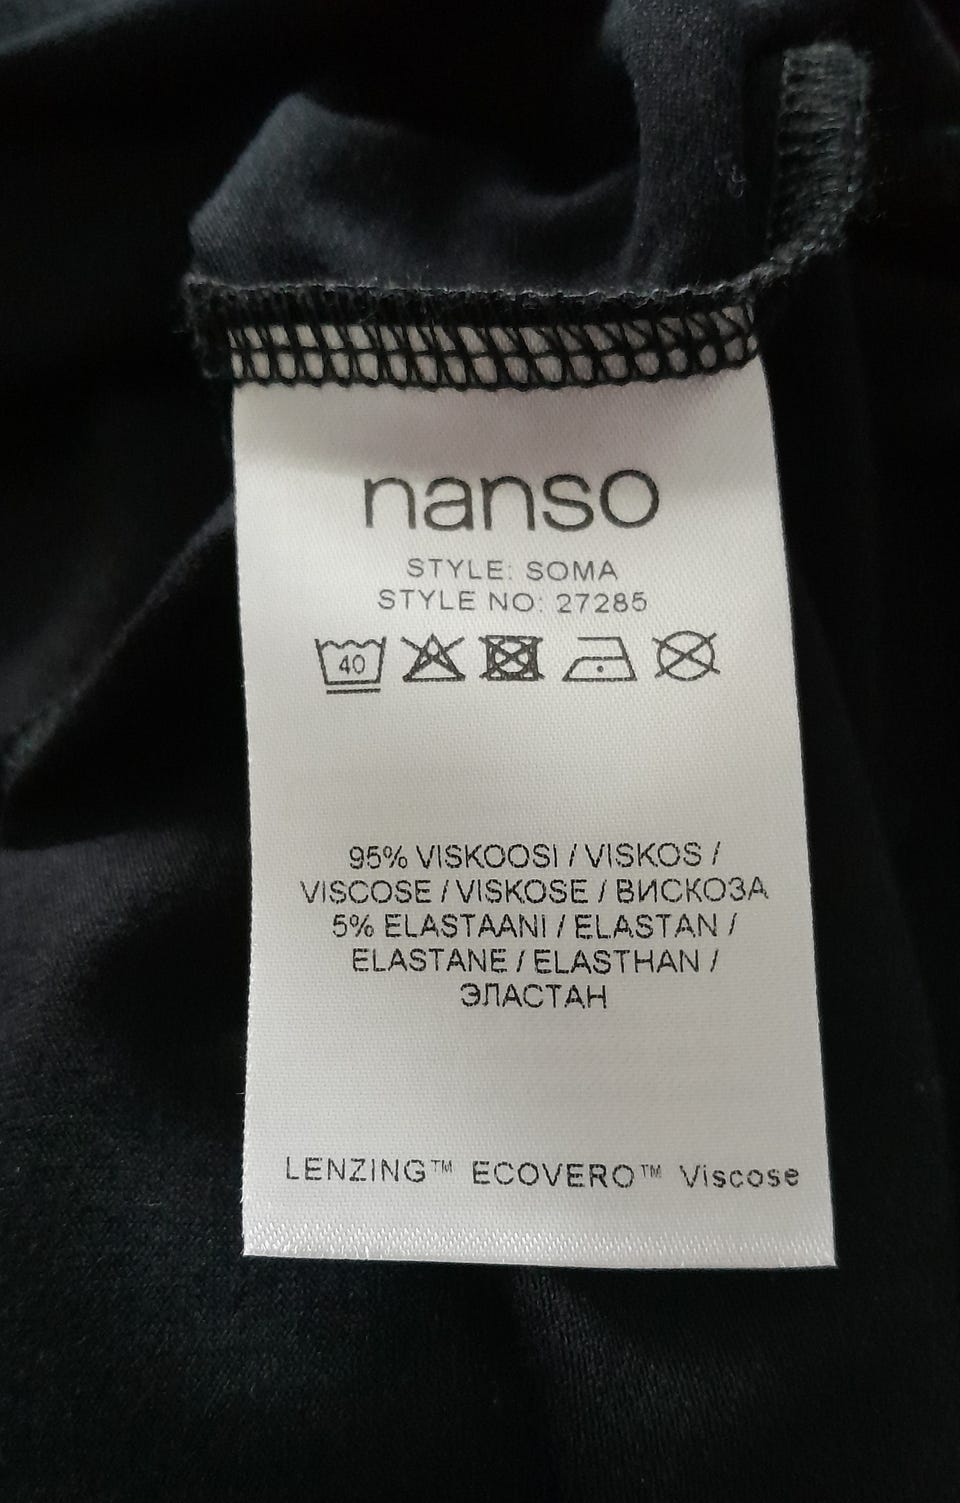 nanso
STYLE: SOMA
STYLE NO: 27285
40
95% VISKOOSI / VISKOS /
VISCOSE / VISKOSE / ВИСКОЗА
5% ELASTAANI / ELASTAN /
ELASTANE / ELASTHAN /
ЭЛАСТАН
LENZING™ ECOVERO™ Viscose